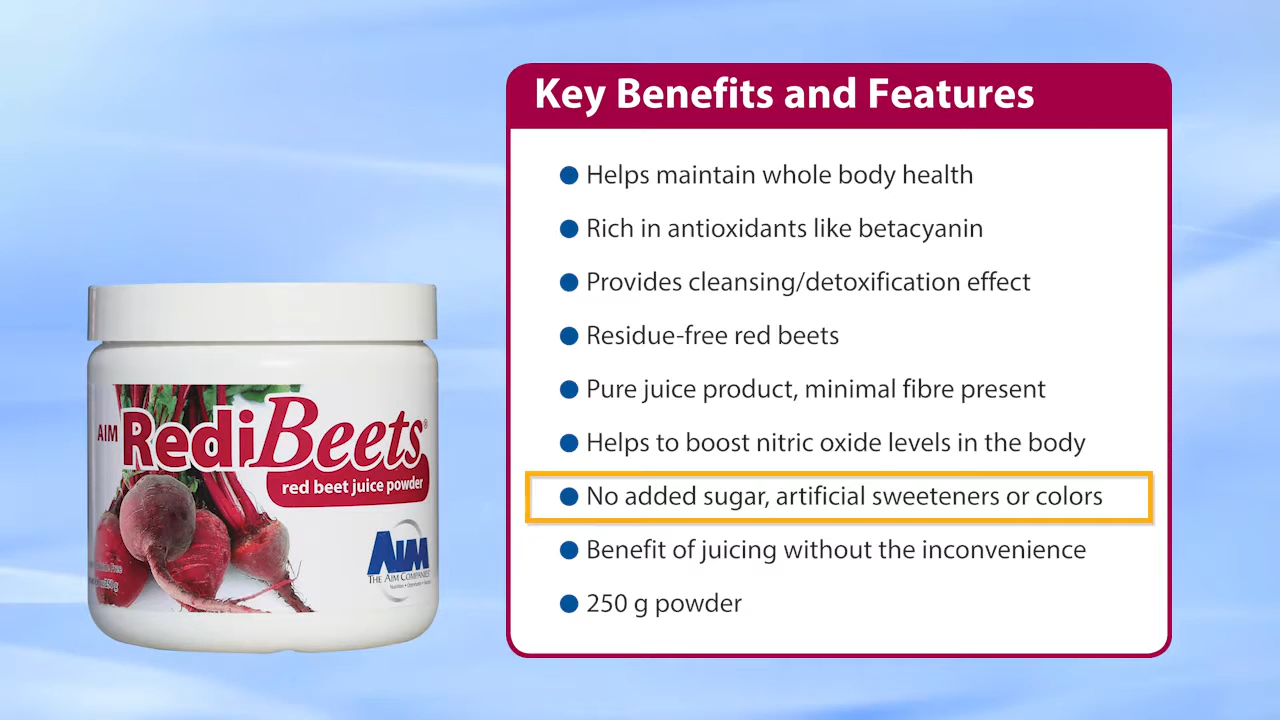 Key Benefits and Features
Helps maintain whole body health
Rich in antioxidants like betacyanin
Provides cleansing/detoxification effect
Residue-free red beets
Pure juice product, minimal fibre present
Helps to boost nitric oxide levels in the body
No added sugar, artificial sweeteners or colors
Benefit of juicing without the inconvenience
250 g powder
AIM RediBeets®
red beet juice powder
AIM
THE AIM COMPANIES